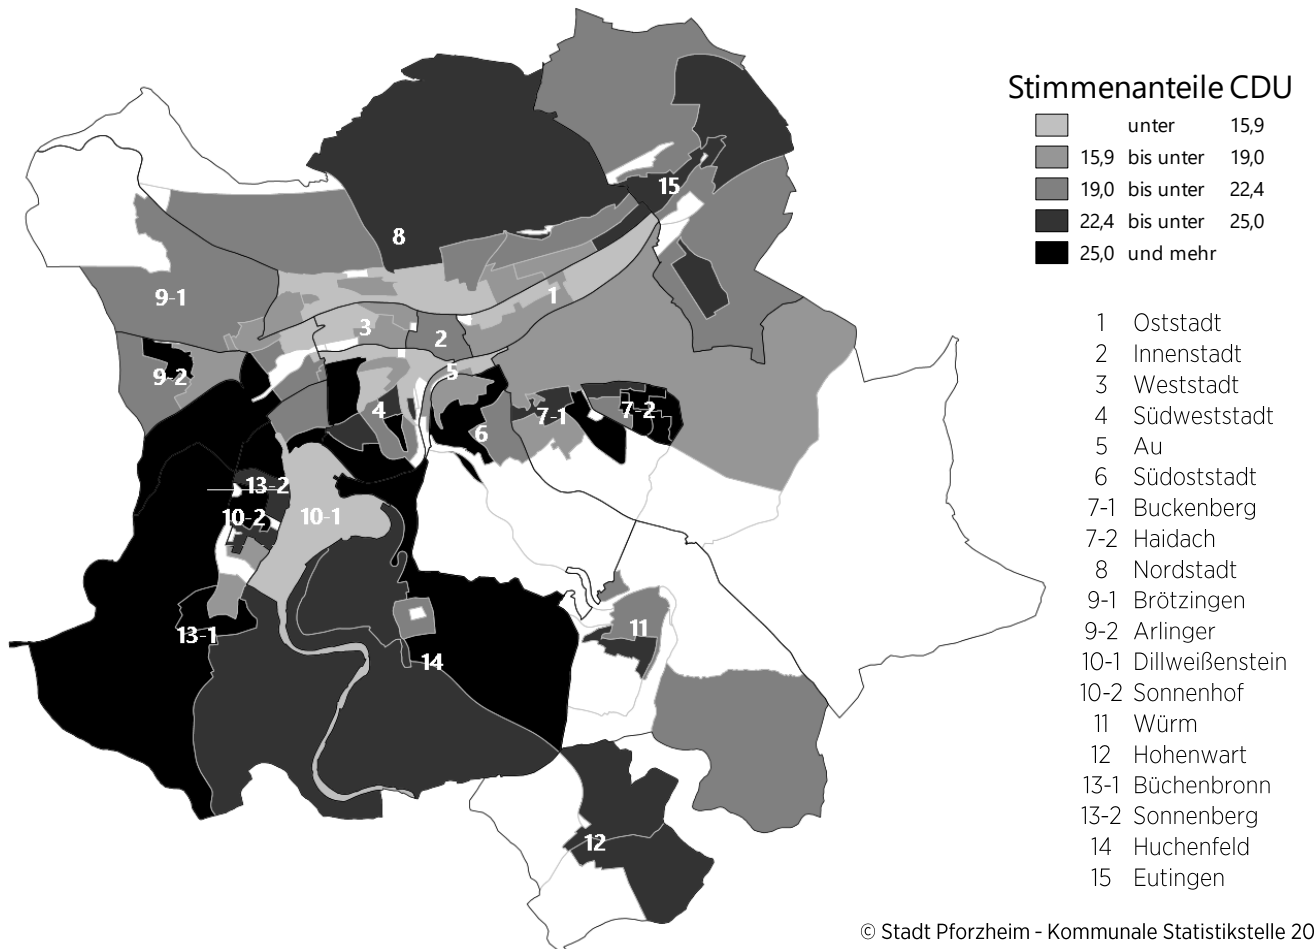 Stimmenanteile CDU
unter 15,9
15,9 bis unter 19,0
19,0 bis unter 22,4
22,4 bis unter 25,0
25,0 und mehr
15
8
9-1
1
3
2
5
9-2
4
7-1
7-2
6
13-2
10-2
10-1
11
13-1
14
12
1 Oststadt
2 Innenstadt
3 Weststadt
4 Südweststadt
5 Au
6 Südoststadt
7-1 Buckenberg
7-2 Haidach
8 Nordstadt
9-1 Brötzingen
9-2 Arlinger
10-1 Dillweißenstein
10-2 Sonnenhof
11 Würm
12 Hohenwart
13-1 Büchenbronn
13-2 Sonnenberg
14 Huchenfeld
15 Eutingen
© Stadt Pforzheim - Kommunale Statistikstelle 20